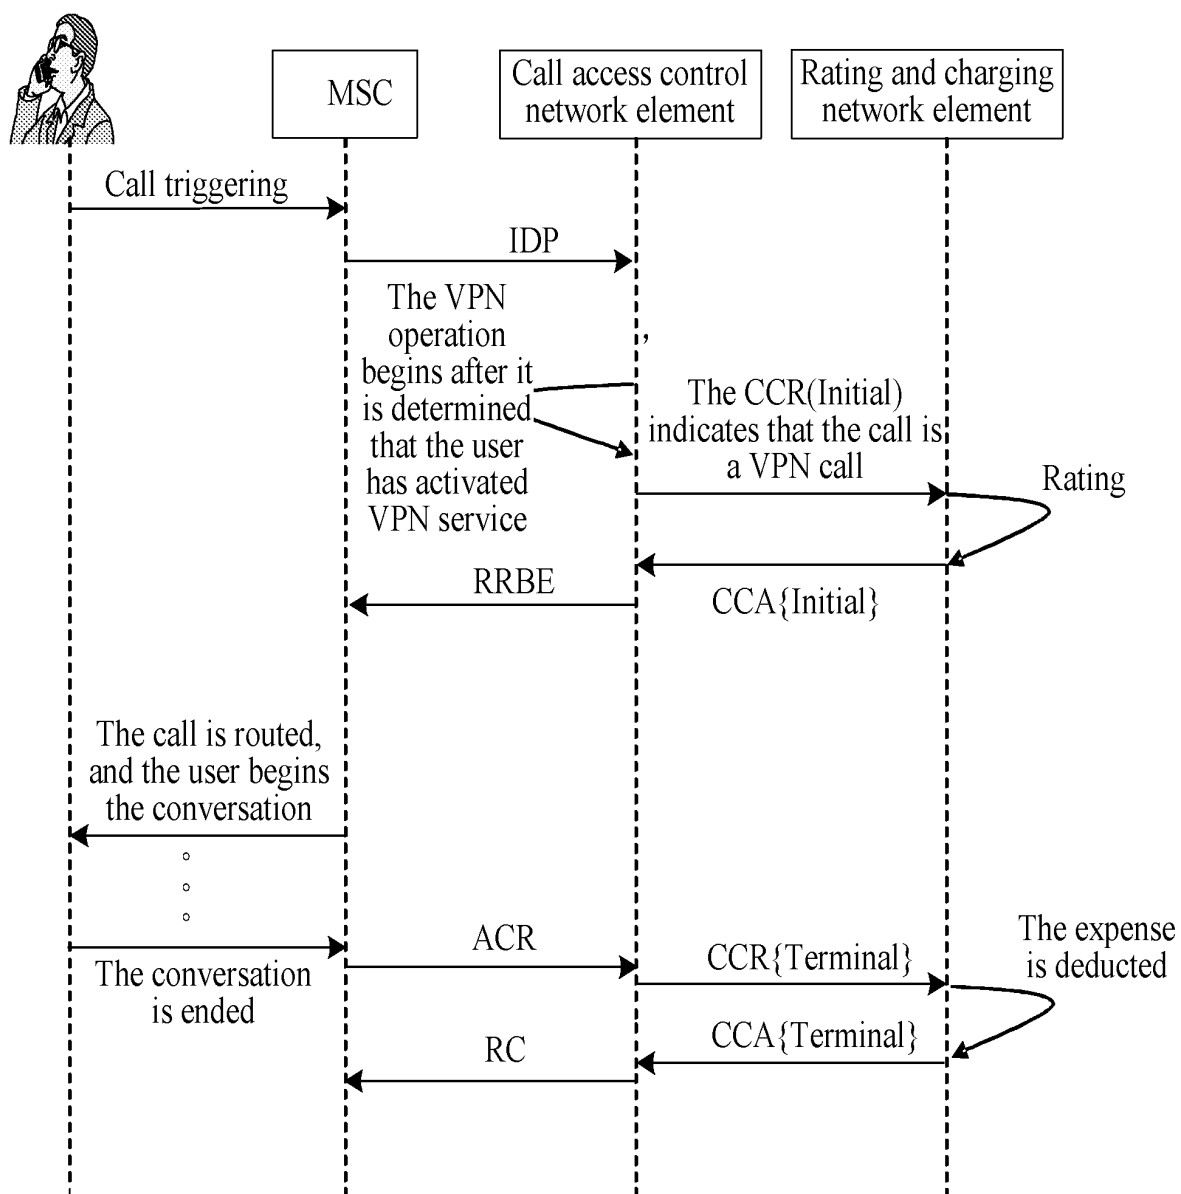 MSC
Call access control
network element
Rating and charging
network element
Call triggering
IDP
The VPN
operation
begins after it
is determined
that the user
has activated
VPN service
,
The CCR(Initial)
indicates that the call is
a VPN call
Rating
CCA{Initial}
RRBE
The call is routed,
and the user begins
the conversation
The conversation
is ended
ACR
CCR{Terminal}
The expense
is deducted
CCA{Terminal}
RC